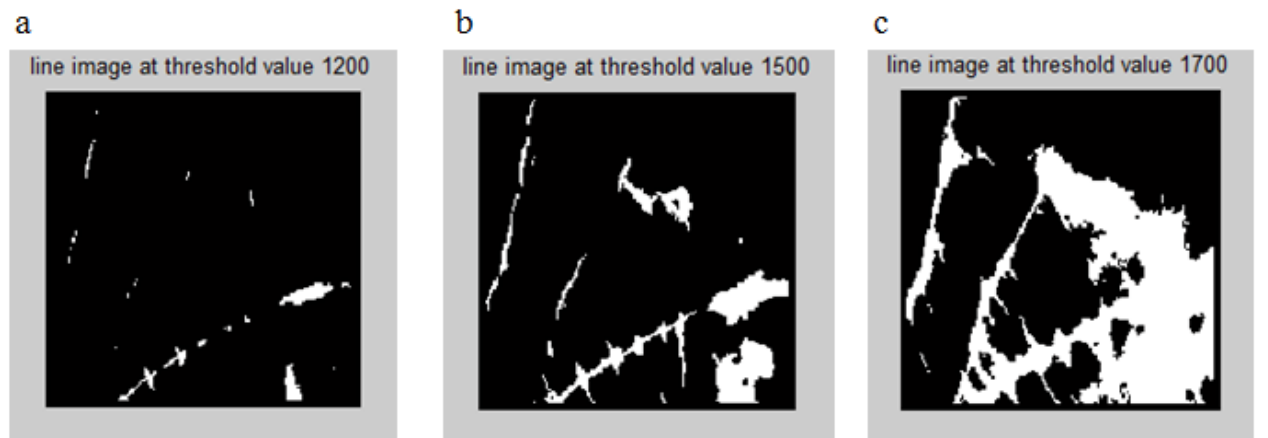 a
line image at threshold value 1200
b
line image at threshold value 1500
c
line image at threshold value 1700